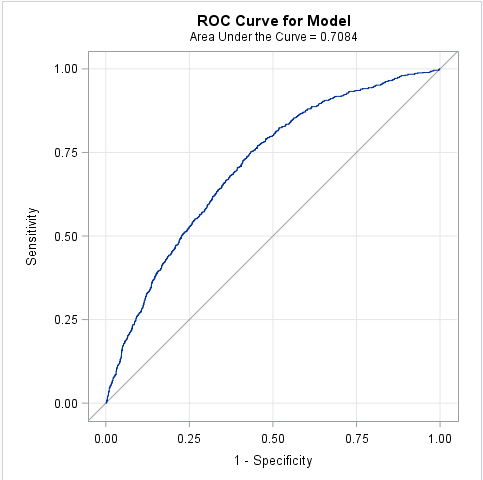 ROC Curve for Model
Area Under the Curve = 0.7084
1.00
0.75
0.50
0.25
0.00
Sensitivity
0.00 0.25 0.50 0.75 1.00
1 - Specificity